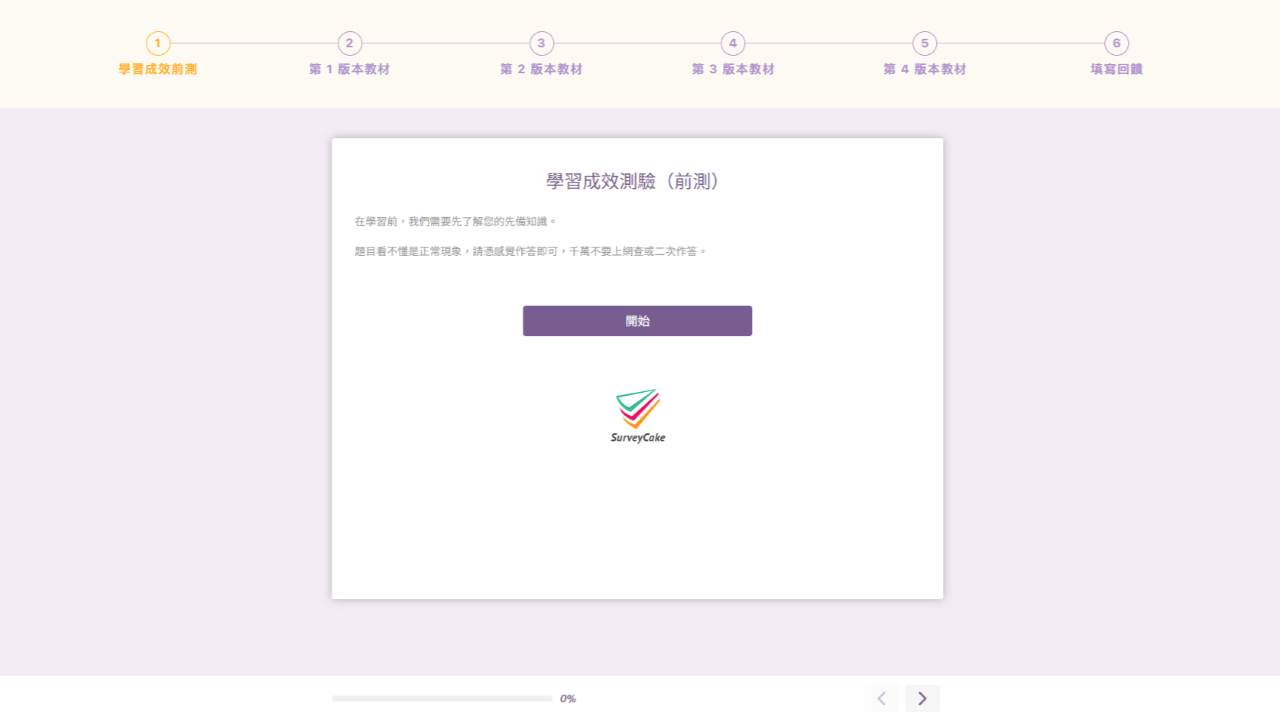 1
2
3
4
5
6
學習成效前測
第 1 版本教材
第 2 版本教材
第 3 版本教材
第 4 版本教材
填寫回饋
學習成效測驗（前測）
在學習前，我們需要先了解您的先備知識。
題目看不懂是正常現象，請憑感覺作答即可，千萬不要上網查或二次作答。
開始
SurveyCake
0%